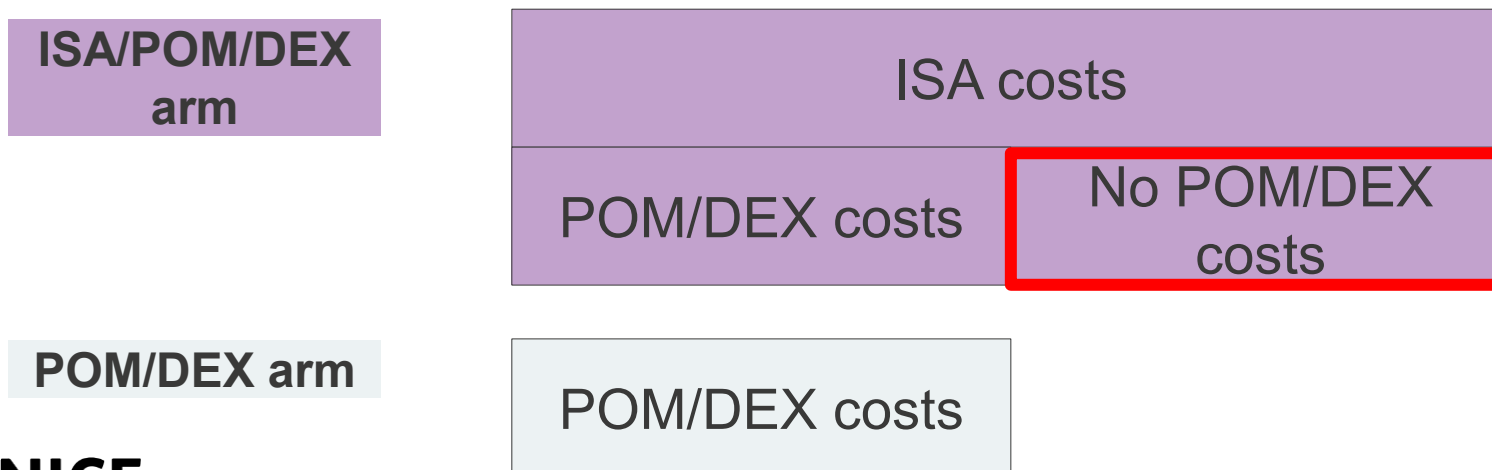 ISA/POM/DEX
arm
ISA costs
POM/DEX costs
No POM/DEX
costs
POM/DEX arm
POM/DEX costs
NICE